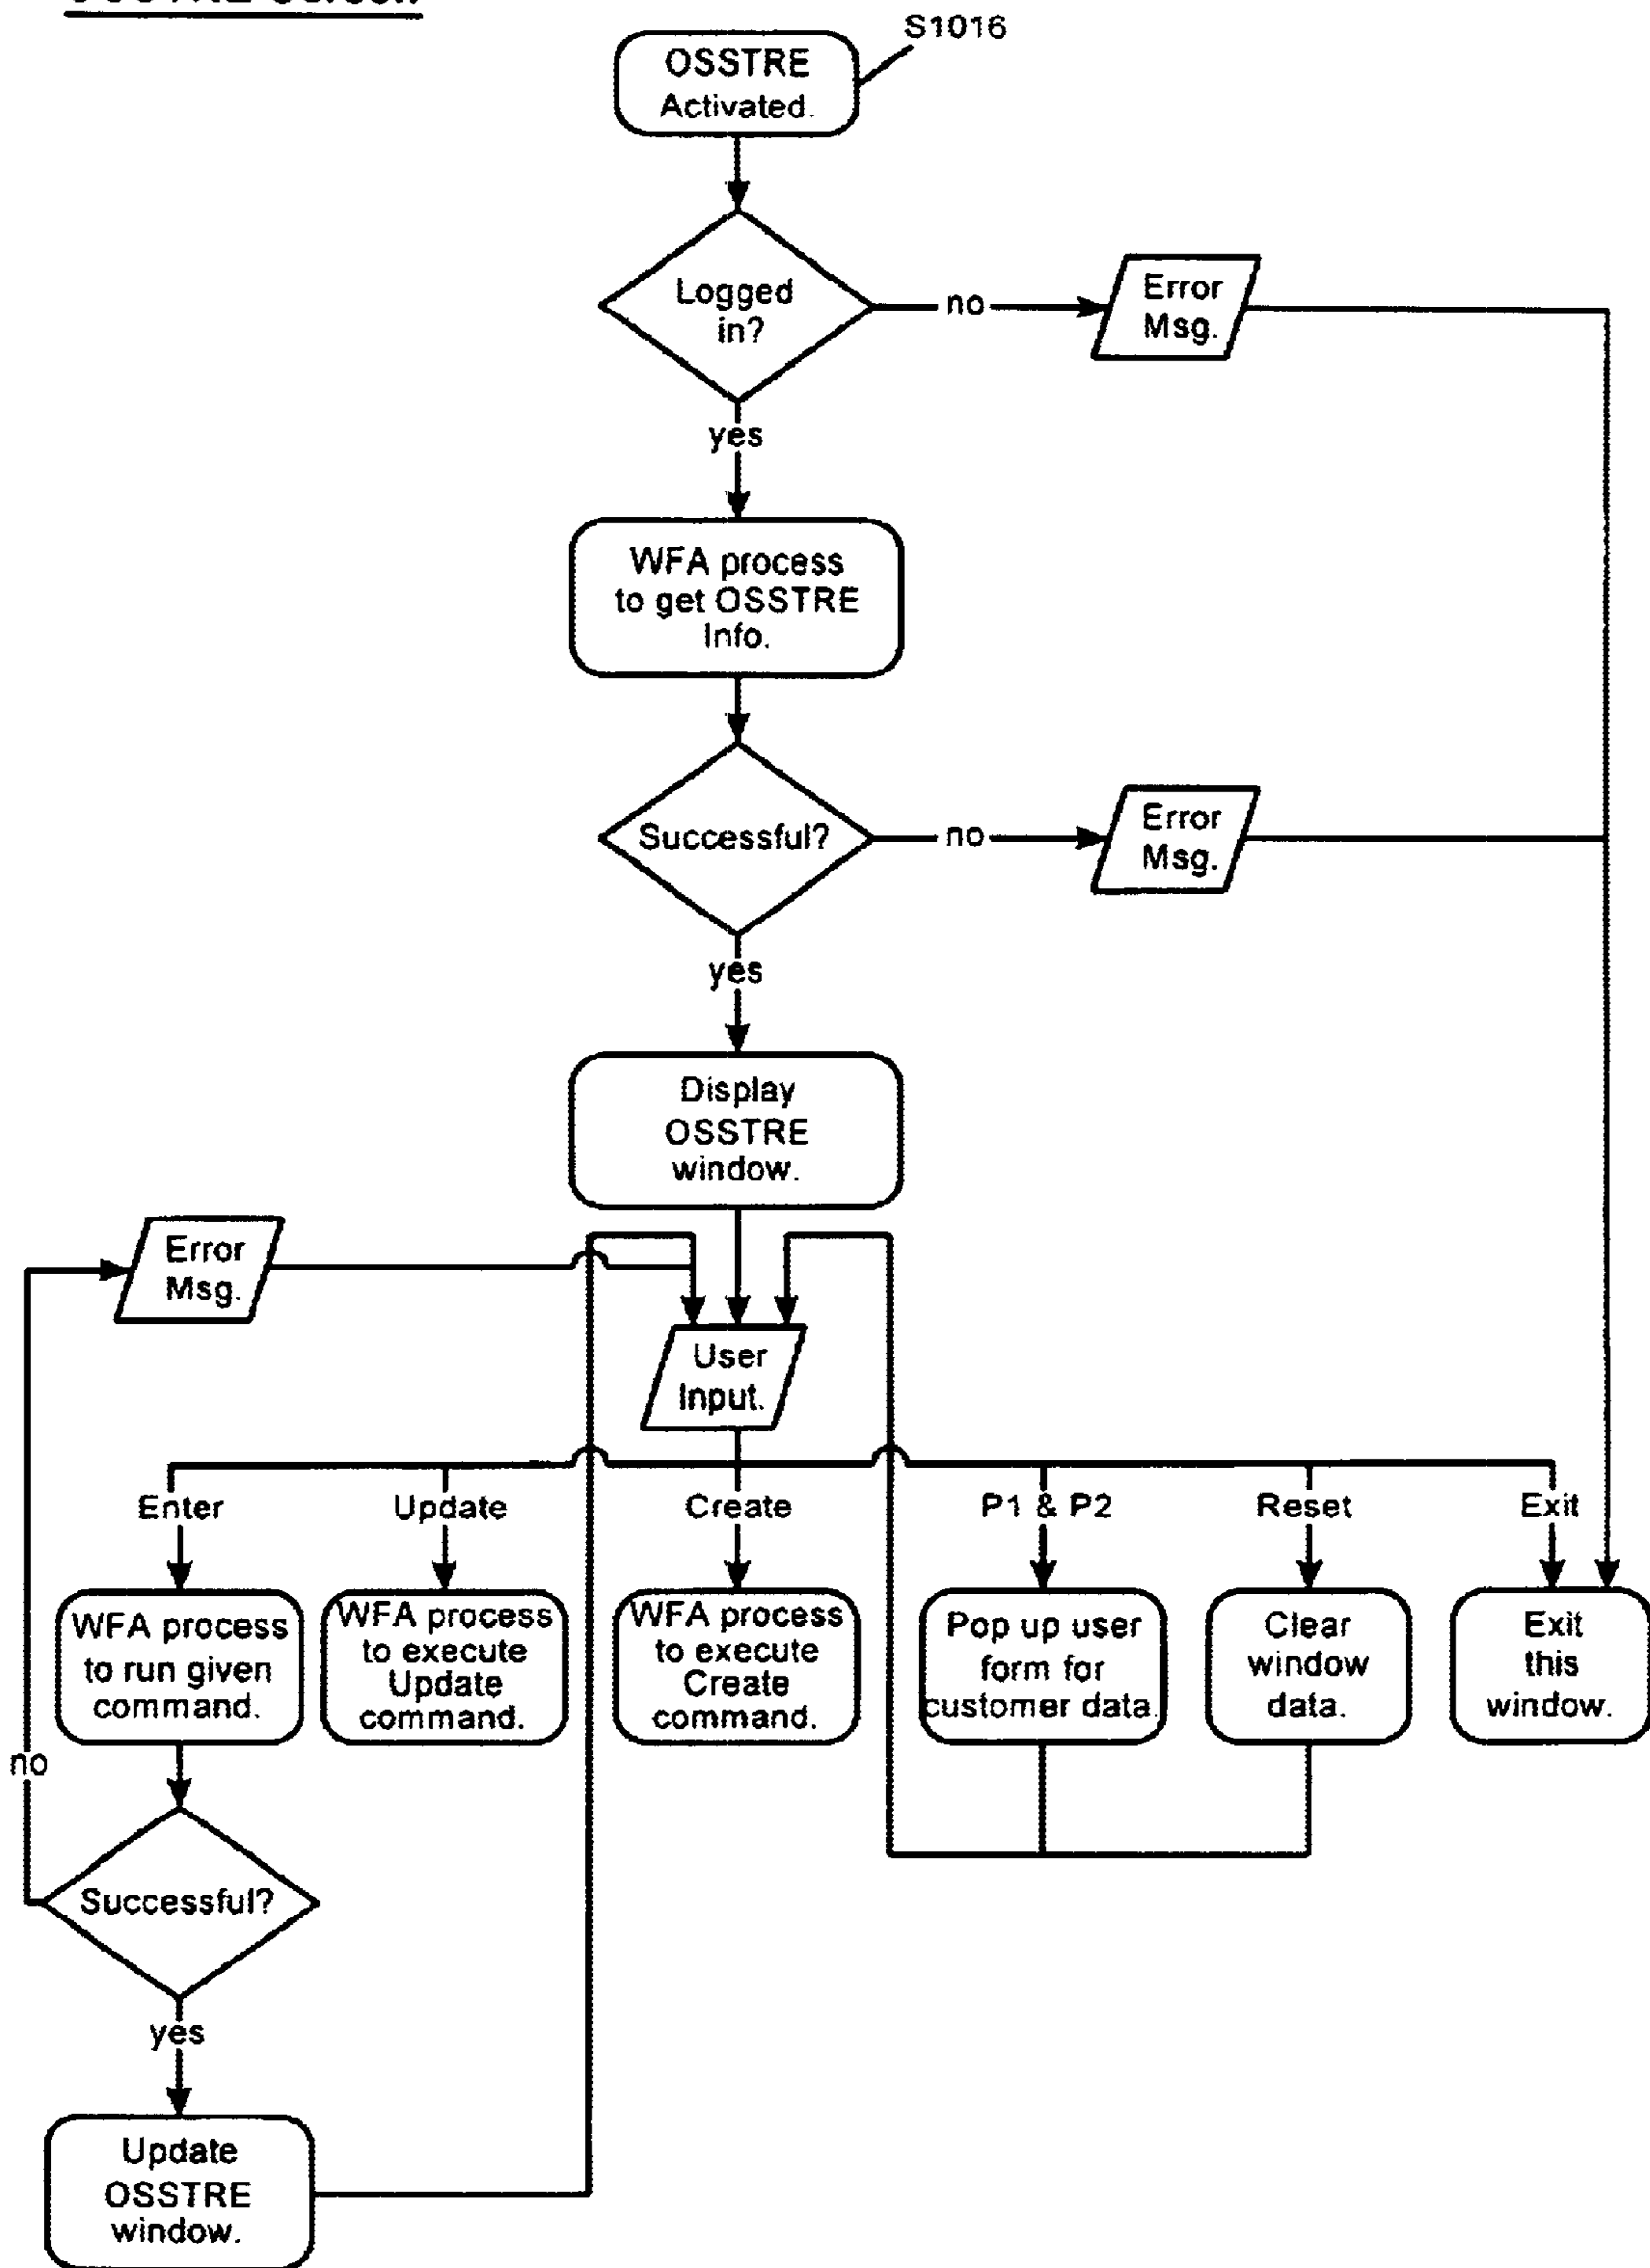 S1016
OSSTRE
Activated.
Logged
in?
no
Error
Msg.
yes
WFA process
to get OSSTRE
Info.
Successful?
no
Error
Msg.
yes
Display
OSSTRE
window.
Error
Msg.
User
Input.
Enter
Update
Create
P1 & P2
Reset
Exit
WFA process
to run given
command.
WFA process
to execute
Update
command.
WFA process
to execute
Create
command.
Pop up user
form for
customer data.
Clear
window
data.
Exit
this
window.
no
Successful?
yes
Update
OSSTRE
window.